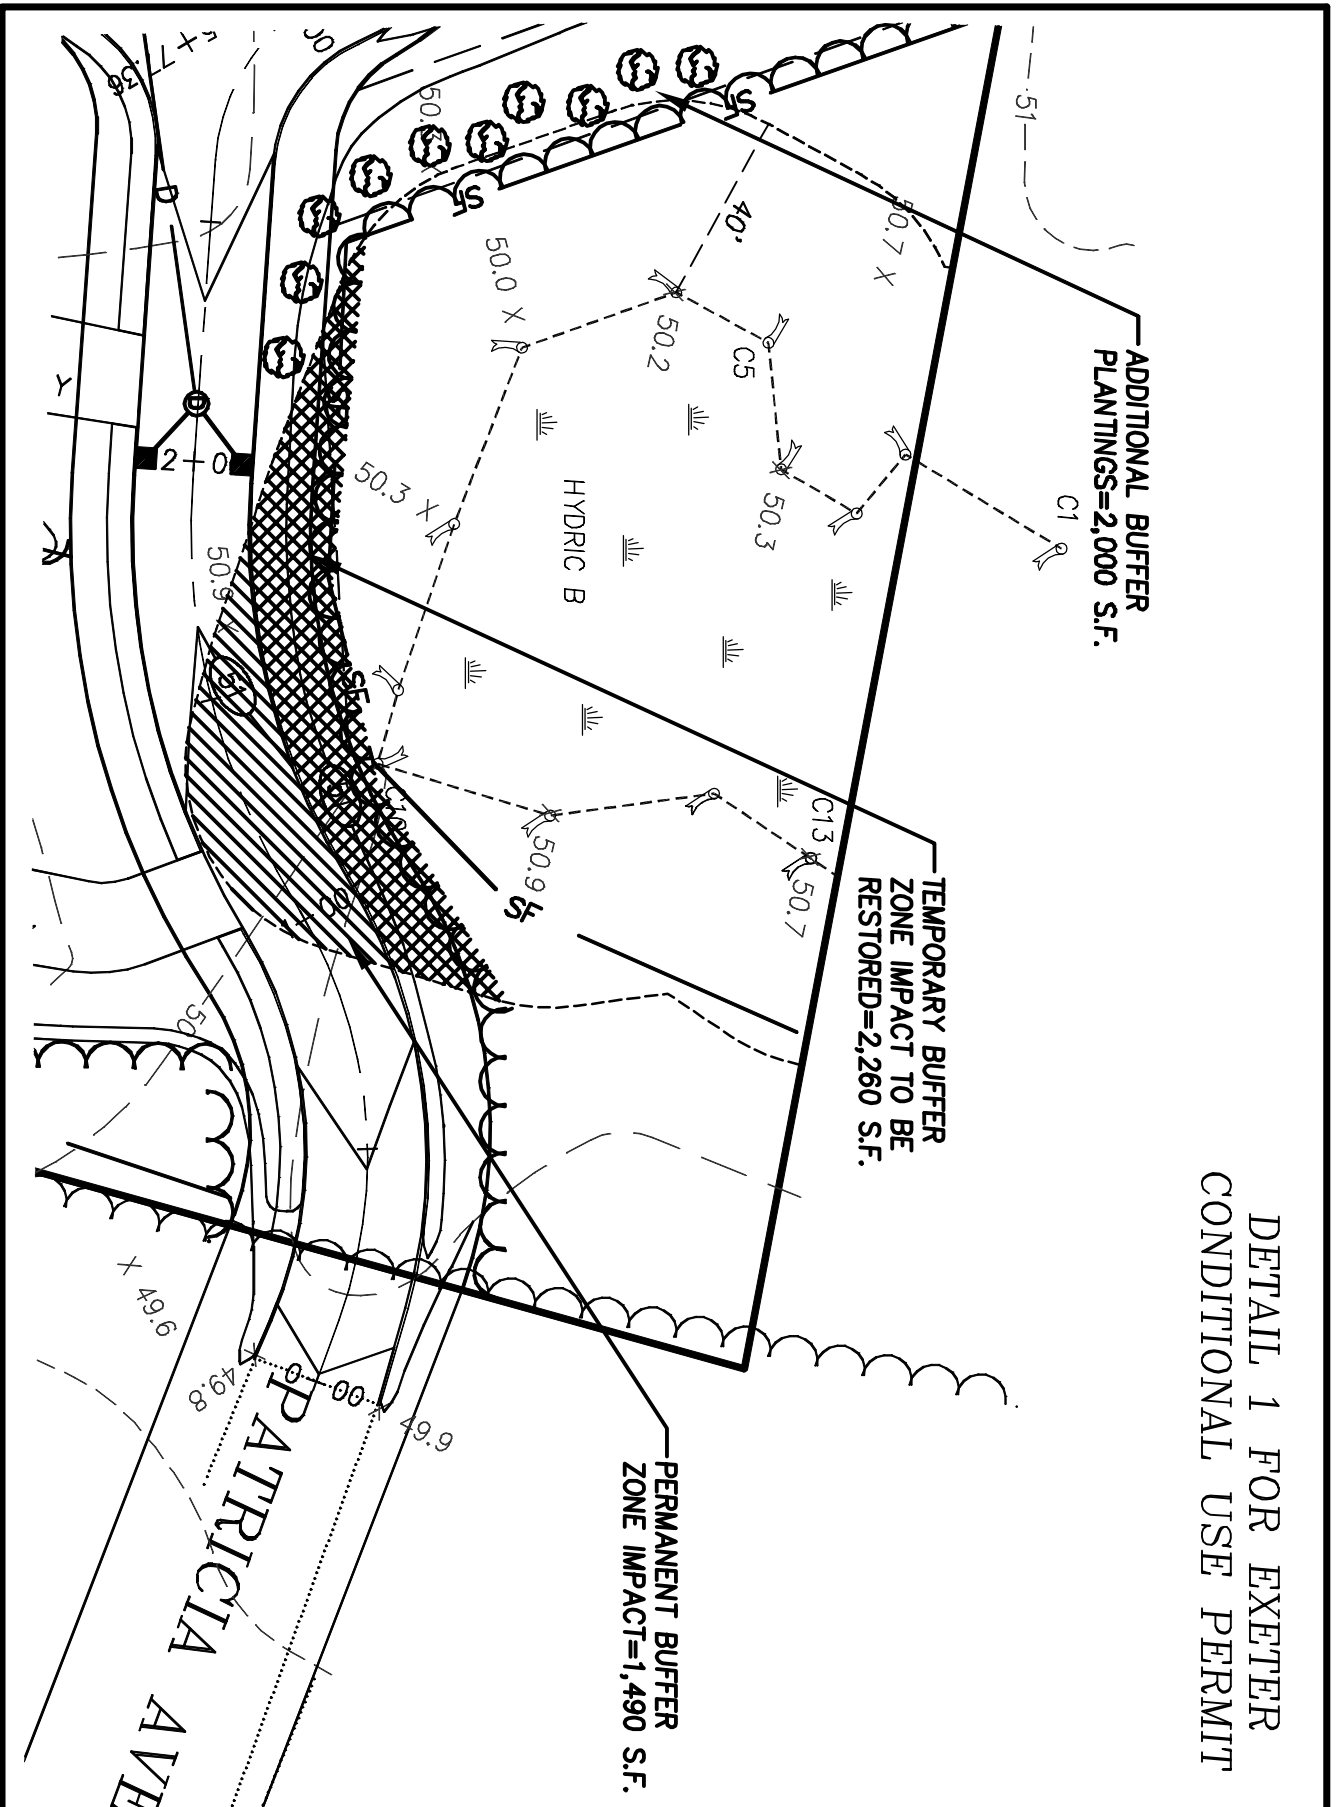 DETAIL 1 FOR EXETER
CONDITIONAL USE PERMIT
ADDITIONAL BUFFER
PLANTINGS=2,000 S.F.
TEMPORARY BUFFER
ZONE IMPACT TO BE
RESTORED=2,260 S.F.
PERMANENT BUFFER
ZONE IMPACT=1,490 S.F.
51
50.7 X
C1
40'
C5
50.2
50.0 X
50.3
HYDRIC B
50.3 X
C13
50.7
50.9
SF
SF
SF
50.9 X
51
D
D
2+0
Y
50
X 49.6
49.8
0+00
49.9
PATRICIA AVE